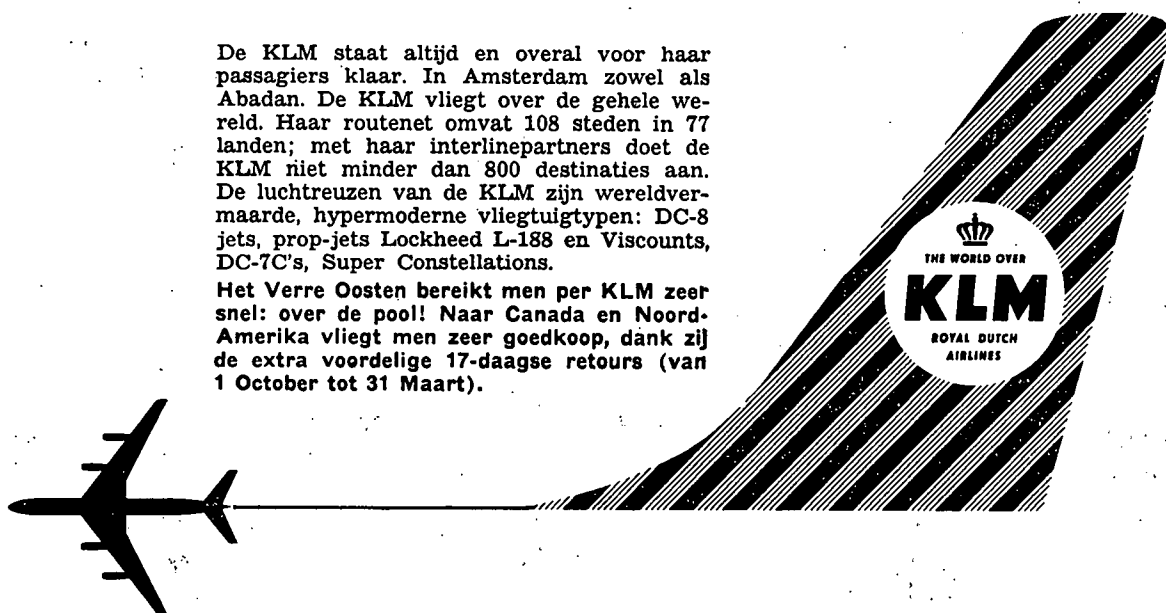 De KLM staat altijd en overal voor haar
passagiers klaar. In Amsterdam zowel als
Abadan. De KLM vliegt over de gehele we-
reld. Haar routenet omvat 108 steden in 77
landen; met haar interlinepartners doet de
KLM niet minder dan 800 destinaties aan.
De luchtreuzen van de KLM zijn wereldver-
maarde, hypermoderne vliegtuigtypen: DC-8
jets, prop-jets Lockheed L-188 en Viscounts,
DC-7C's, Super Constellations.
Het Verre Oosten bereikt men per KLM zeer
snel: over de pool! Naar Canada en Noord-
Amerika vliegt men zeer goedkoop, dank zij
de extra voordelige 17-daagse retours (van
1 October tot 31 Maart).
THE WORLD OVER
KLM
ROYAL DUTCH
AIRLINES